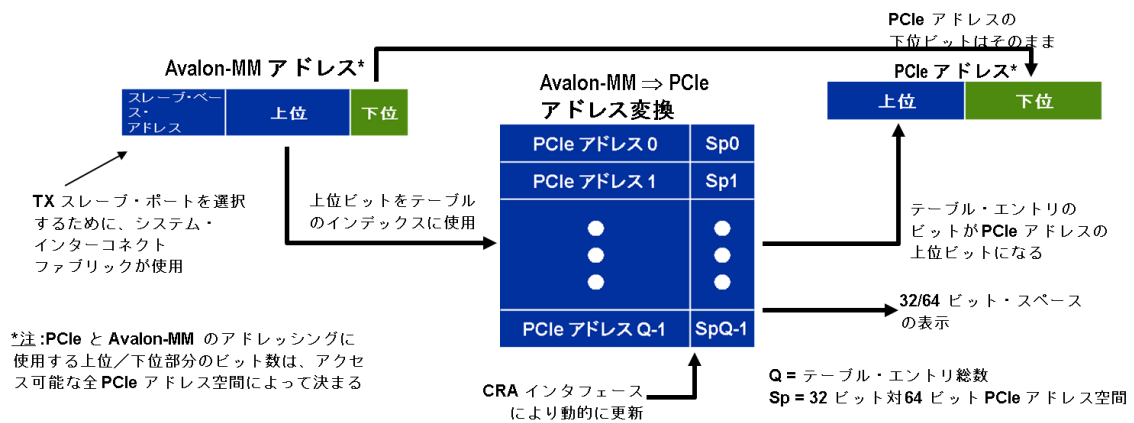 PCIe アドレスの
下位ビットはそのまま
Avalon-MM アドレス*
スレーブ・ベー
ス・
アドレス
上位
下位
Avalon-MM ⇒ PCIe
アドレス変換
PCIe アドレス*
上位
下位
PCIe アドレス 0
Sp0
PCIe アドレス 1
Sp1
PCIe アドレス Q-1
SpQ-1
TX スレーブ・ポートを選択
するために、システム・
インターコネクト
ファブリックが使用
上位ビットをテーブル
のインデックスに使用
テーブル・エントリの
ビットがPCIe アドレスの
上位ビットになる
32/64 ビット・スペース
の表示
*注:PCIe と Avalon-MM のアドレッシングに
使用する上位／下位部分のビット数は、アクセ
ス可能な全PCIe アドレス空間によって決まる
CRA インタフェース
により動的に更新
Q = テーブル・エントリ総数
Sp = 32 ビット対64 ビット PCIe アドレス空間